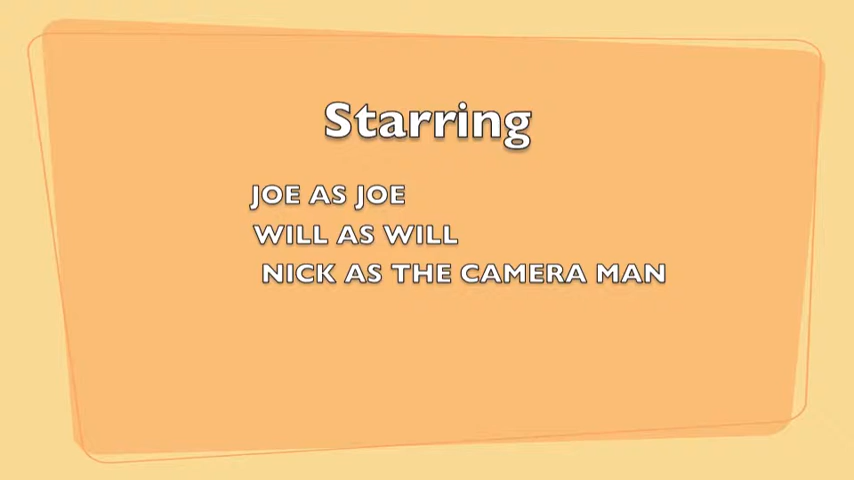 Starring
JOE AS JOE
WILL AS WILL
NICK AS THE CAMERA MAN